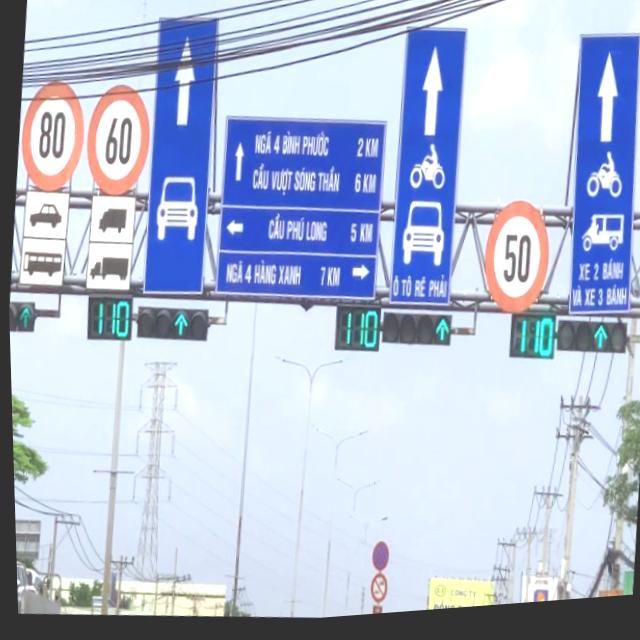 80
60
NGÃ 4 BÌNH PHƯỚC 2 KM
CẦU VƯỢT SÓNG THẦN 6 KM
CẦU PHÚ LONG 5 KM
NGÃ 4 HÀNG XANH 7 KM
Ô TÔ RẼ PHẢI
50
XE 2 BÁNH
VÀ XE 3 BÁNH
110
110
110
CÔNG TY